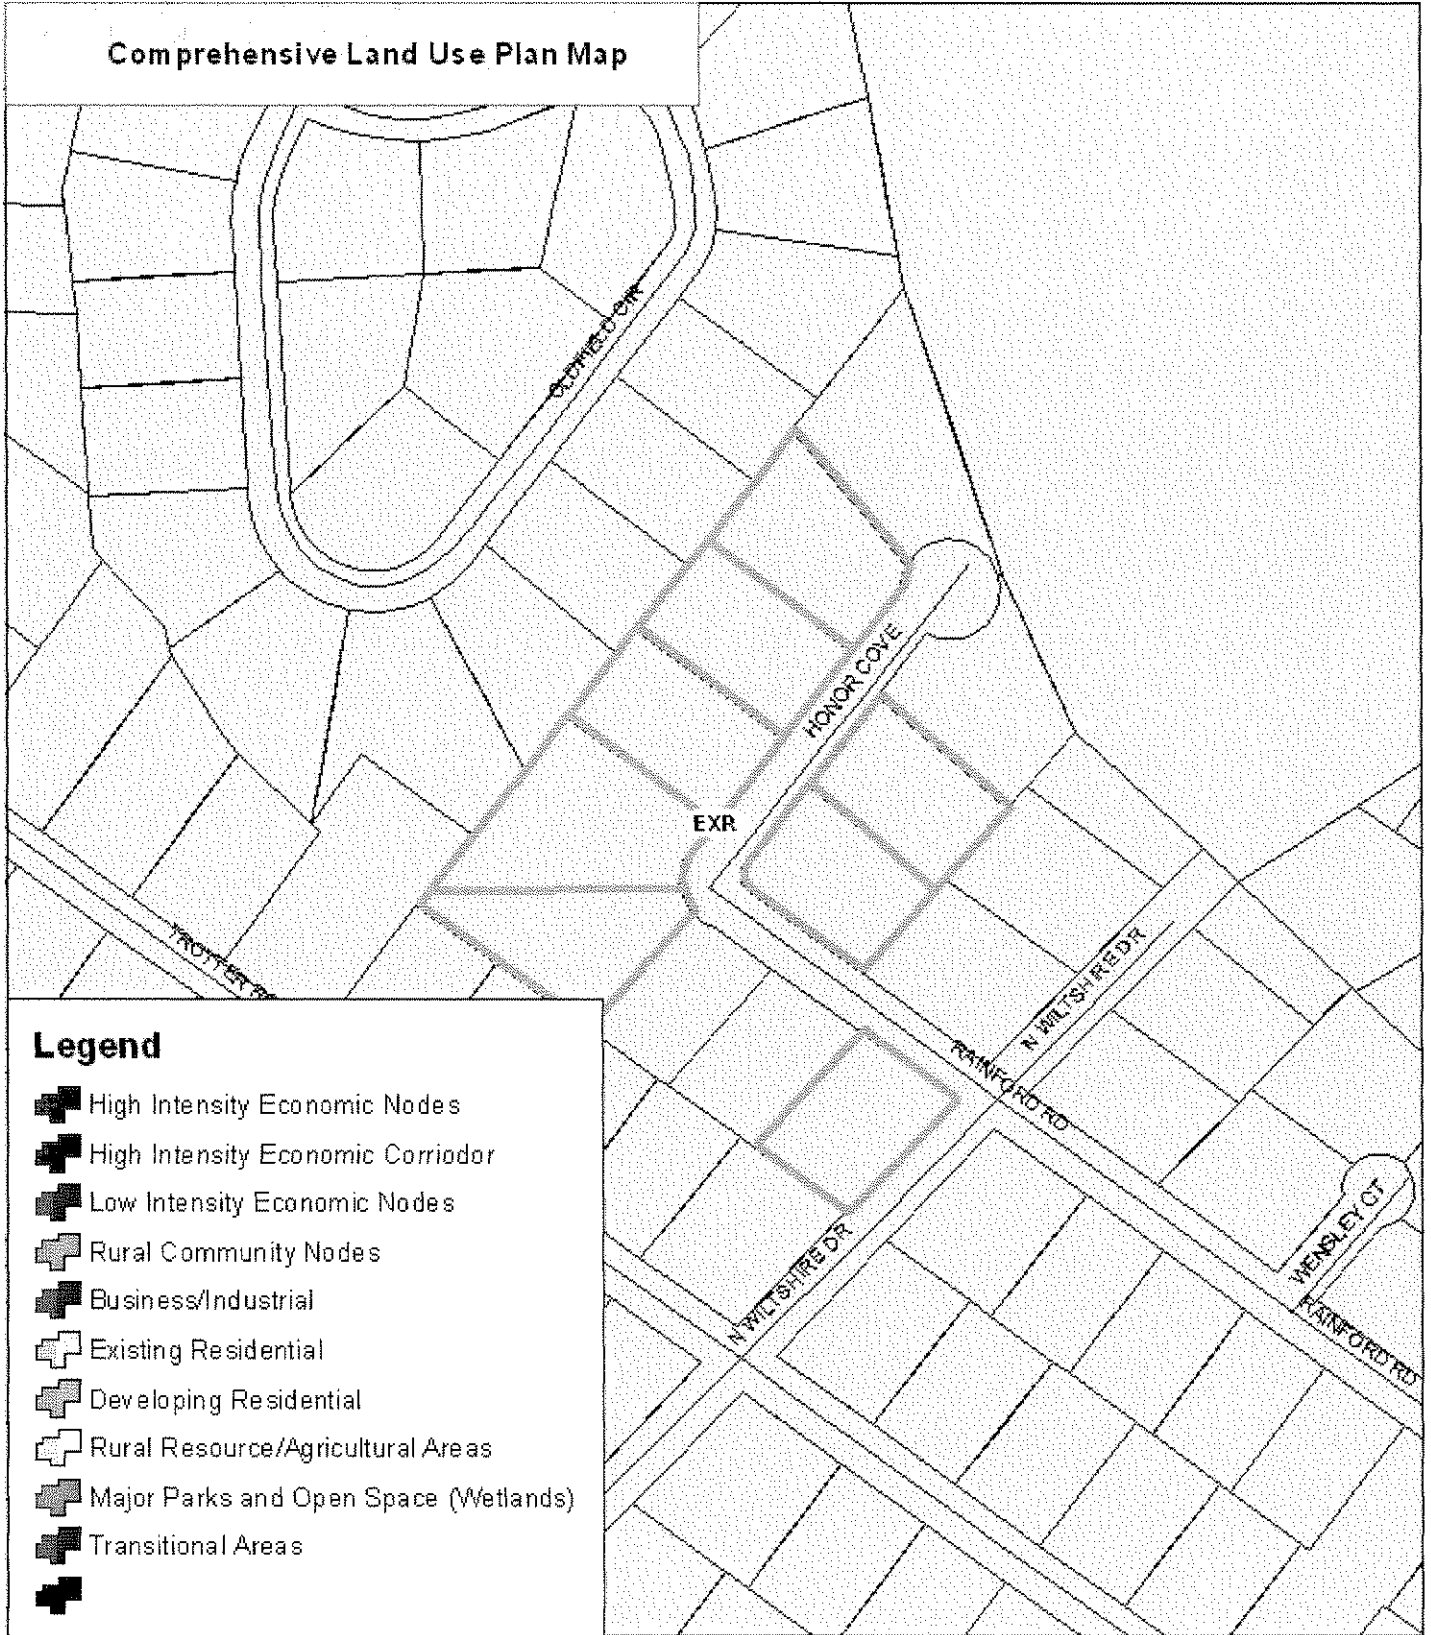 Comprehensive Land Use Plan Map
OLDFIELD CIR
HONOR COVE
EXR
TROTTER
N WILTSHIRE DR
RAINFORD RD
WENSLEY CT
N WILTSHIRE DR
RAINFORD RD
Legend
High Intensity Economic Nodes
High Intensity Economic Corriodor
Low Intensity Economic Nodes
Rural Community Nodes
Business/Industrial
Existing Residential
Developing Residential
Rural Resource/Agricultural Areas
Major Parks and Open Space (Wetlands)
Transitional Areas